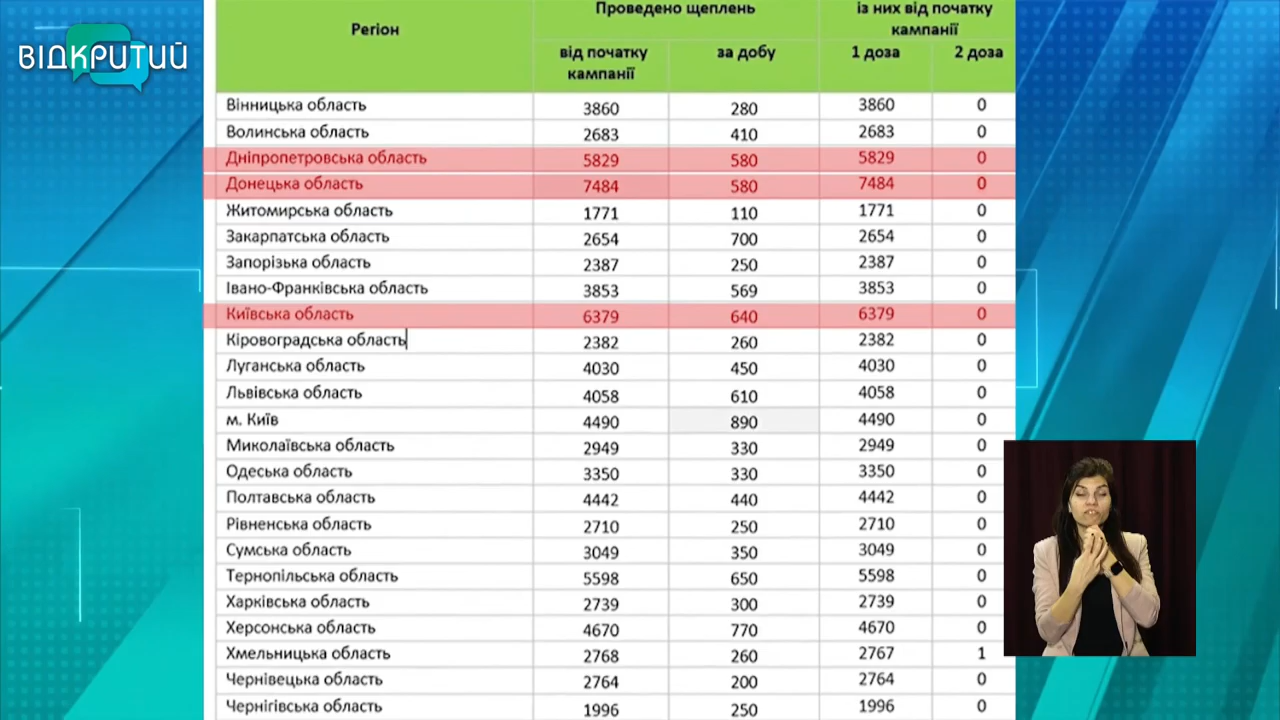 ВІДКРИТИЙ
Регіон Проведено щеплень із них від початку кампанії
від початку кампанії за добу 1 доза 2 доза
Вінницька область 3860 280 3860 0
Волинська область 2683 410 2683 0
Дніпропетровська область 5829 580 5829 0
Донецька область 7484 580 7484 0
Житомирська область 1771 110 1771 0
Закарпатська область 2654 700 2654 0
Запорізька область 2387 250 2387 0
Івано-Франківська область 3853 569 3853 0
Київська область 6379 640 6379 0
Кіровоградська область 2382 260 2382 0
Луганська область 4030 450 4030 0
Львівська область 4058 610 4058 0
м. Київ 4490 890 4490 0
Миколаївська область 2949 330 2949 0
Одеська область 3350 330 3350 0
Полтавська область 4442 440 4442 0
Рівненська область 2710 250 2710 0
Сумська область 3049 350 3049 0
Тернопільська область 5598 650 5598 0
Харківська область 2739 300 2739 0
Херсонська область 4670 770 4670 0
Хмельницька область 2768 260 2767 1
Чернівецька область 2764 200 2764 0
Чернігівська область 1996 250 1996 0